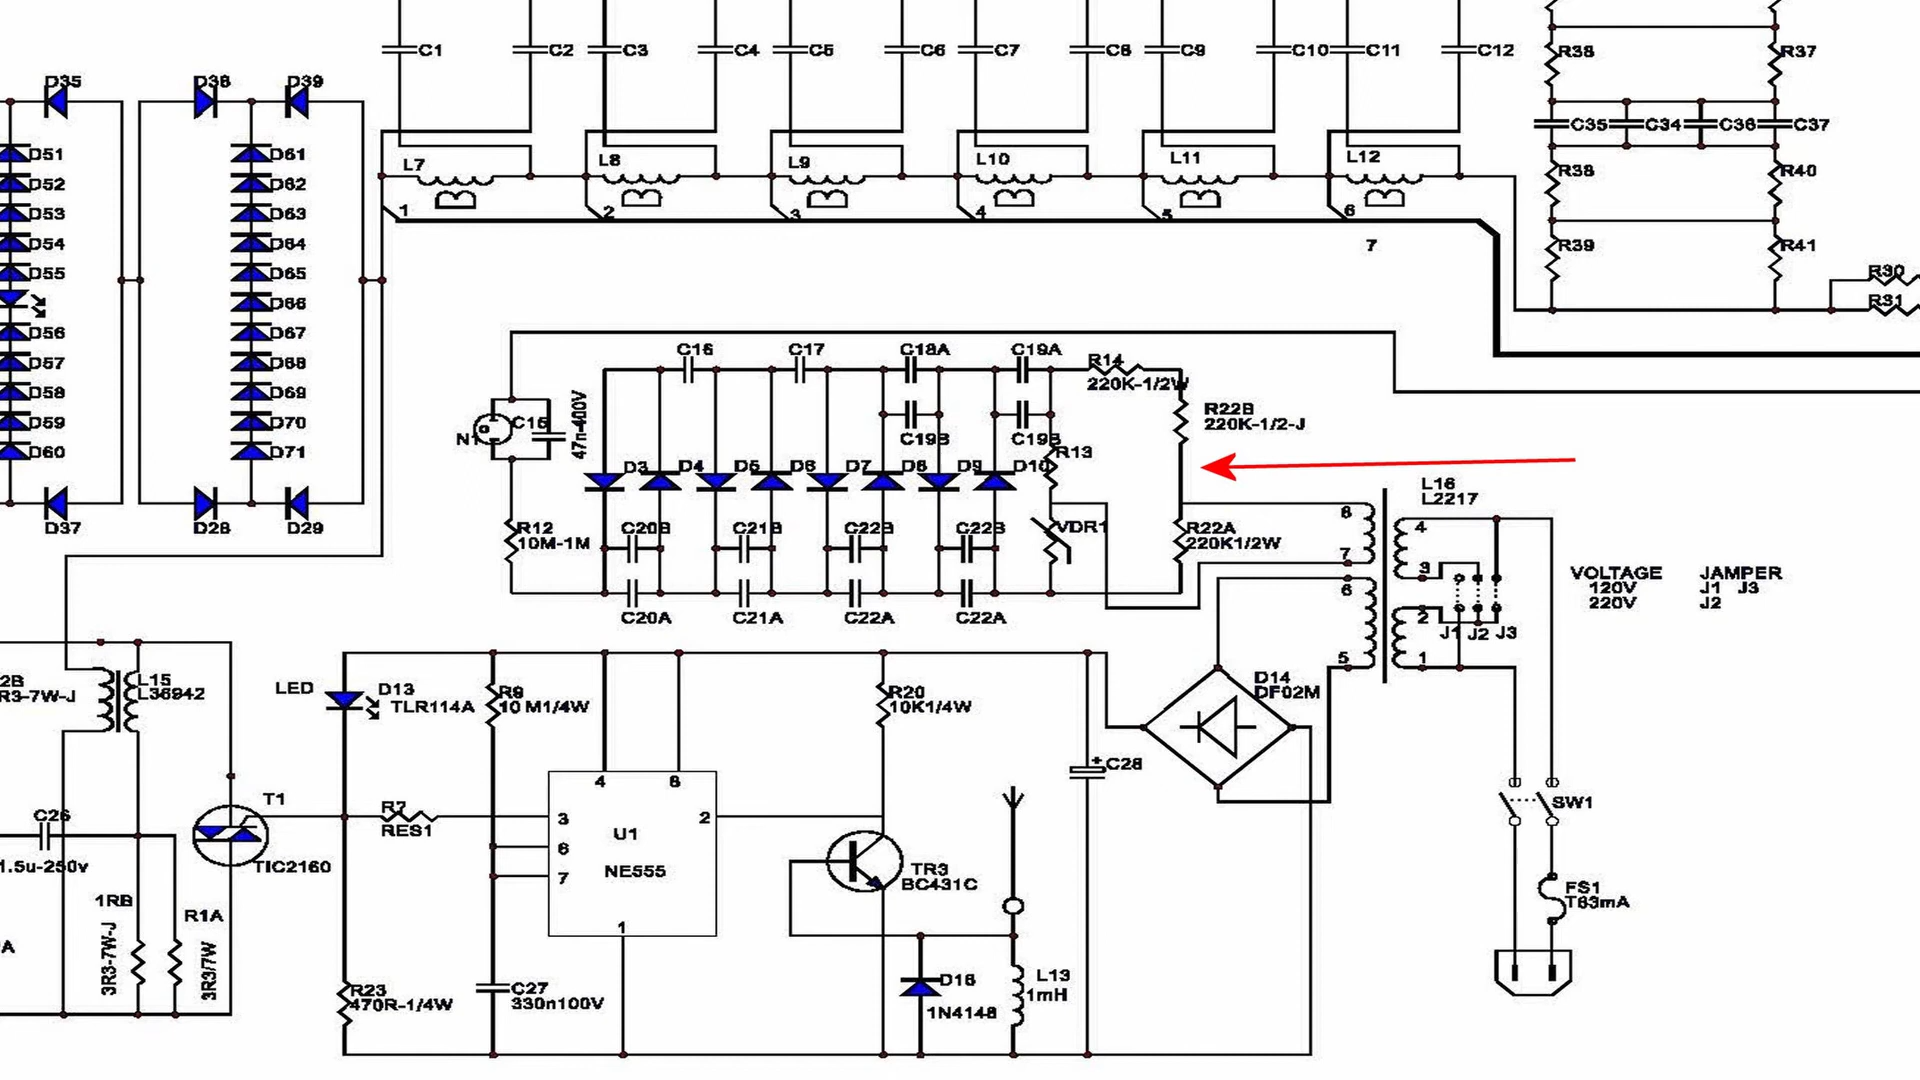 C1 C2 C3 C4 C5 C6 C7 C8 C9 C10 C11 C12
R38 R37
D35 D38 D39
C35 C34 C36 C37
D51 D61
L7 L8 L9 L10 L11 L12
D52 D62
R38 R40
D53 D63
1 2 3 4 5 6
D54 D64
7
R39 R41
D55 D65
R30
D66
R31
D56 D67
D57 D68
D58 D69
D59 D70
D60 D71
D37 D28 D29
C16 C17 C18A C19A
R14
220K-1/2W
R22B
220K-1/2-J
N1 C15
47n-400V
C19B C19B
R13
D3 D4 D5 D6 D7 D8 D9 D10
L16
L2217
R12
10M-1M
C20B C21B C22B C22B
VDR1
R22A
220K1/2W
8
7
6
5
4
3
2
1
C20A C21A C22A C22A
J1 J2 J3
VOLTAGE JAMPER
120V J1 J3
220V J2
2B
R3-7W-J
L15
L36942
LED
D13
TLR114A
R9
10 M1/4W
R20
10K1/4W
D14
DF02M
4 8
+ C28
T1
R7
RES1
3
6
7
2
1
U1
NE555
C26
1.5u-250v
TIC2160
TR3
BC431C
SW1
FS1
T63mA
1RB
3R3-7W-J
R1A
3R3/7W
A
R23
470R-1/4W
C27
330n100V
D16
1N4148
L13
1mH